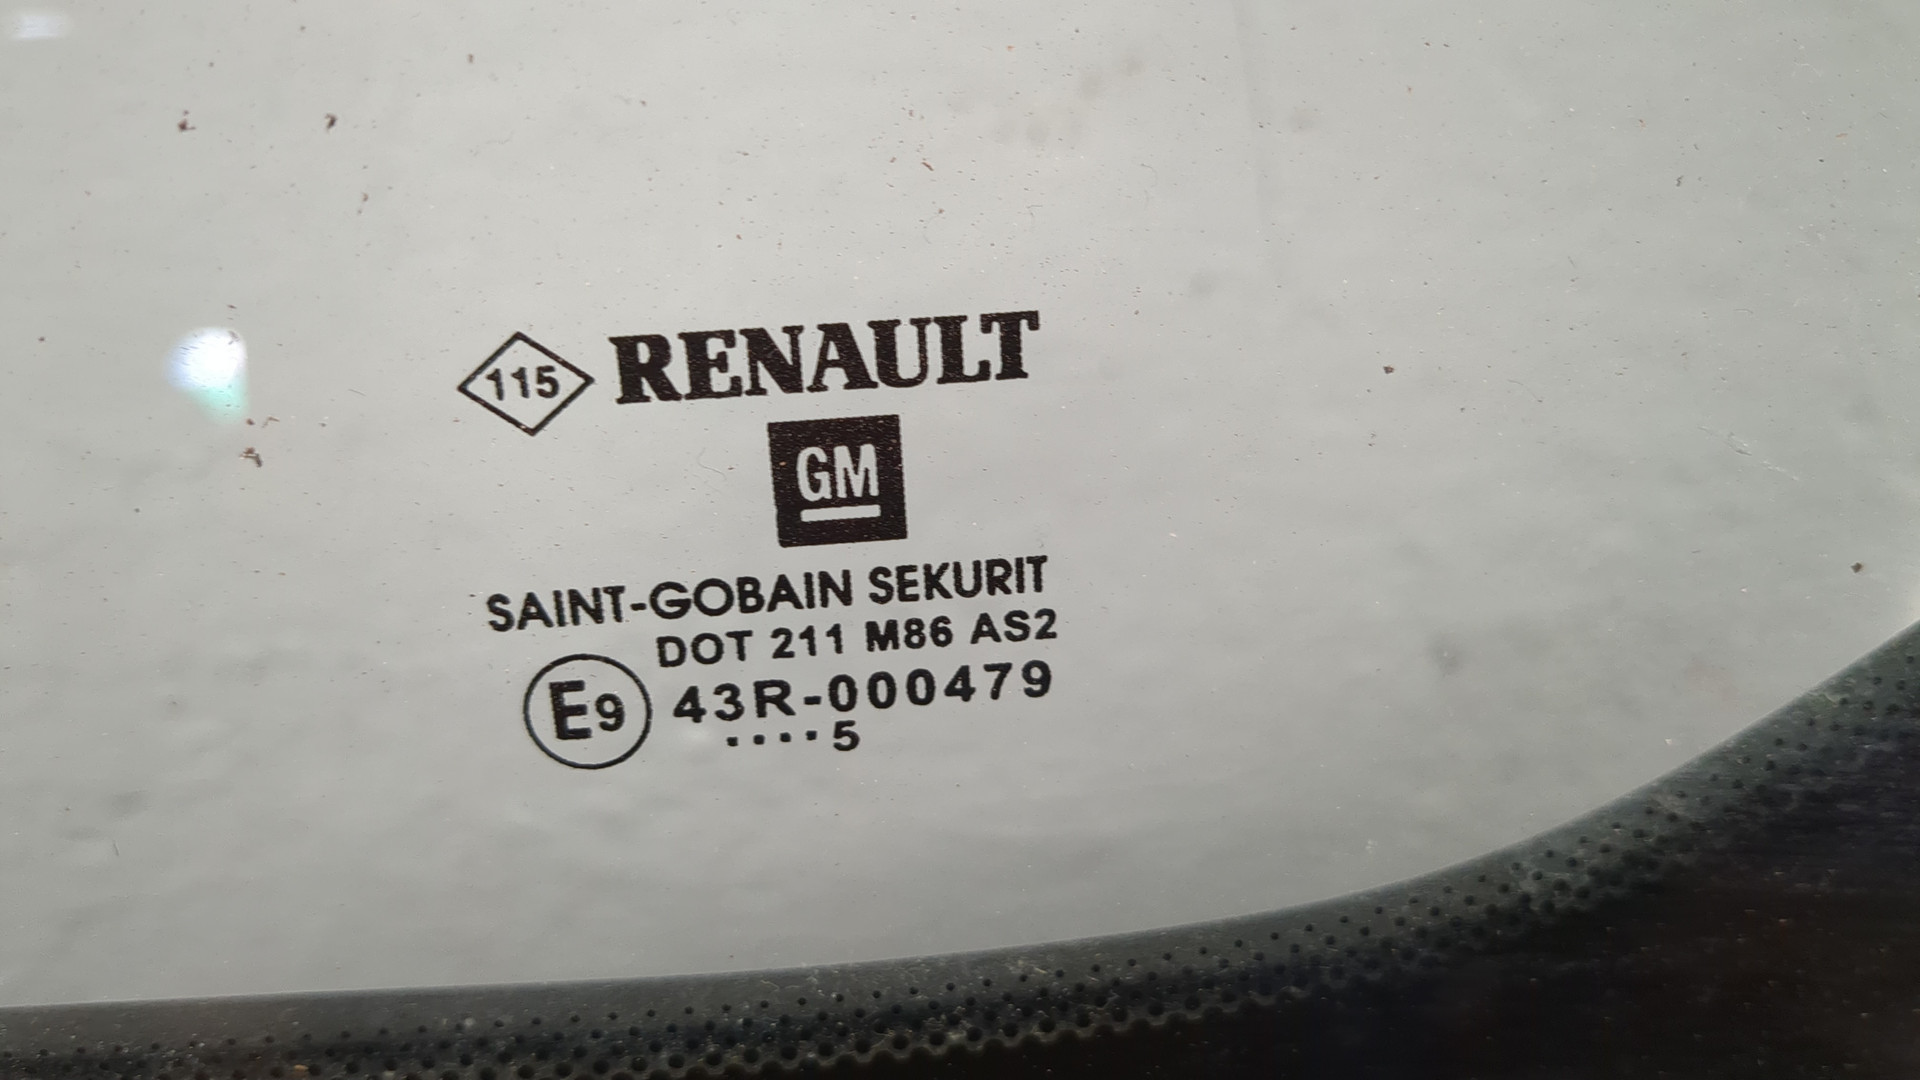 115 RENAULT
GM
SAINT-GOBAIN SEKURIT
DOT 211 M86 AS2
E9 43R-000479
....5